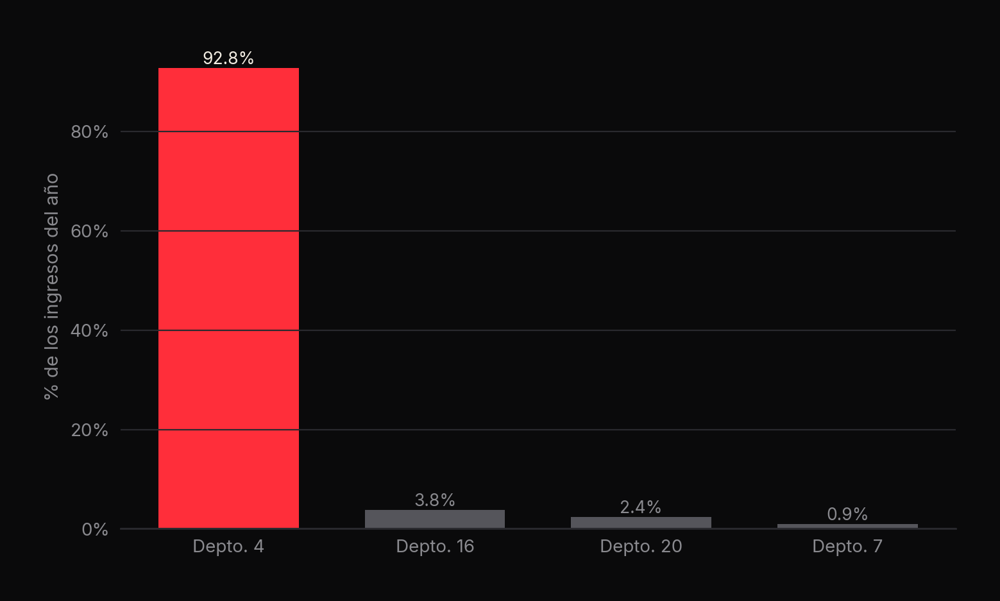 92.8%
80%
60%
40%
20%
0%
% de los ingresos del año
3.8%
2.4%
0.9%
Depto. 4
Depto. 16
Depto. 20
Depto. 7